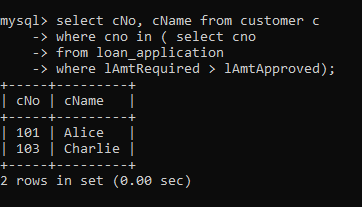 mysql> select cNo, cName from customer c
    -> where cno in ( select cno
    -> from loan_application
    -> where lAmtRequired > lAmtApproved);
+-----+---------+
| cNo | cName   |
+-----+---------+
| 101 | Alice   |
| 103 | Charlie |
+-----+---------+
2 rows in set (0.00 sec)